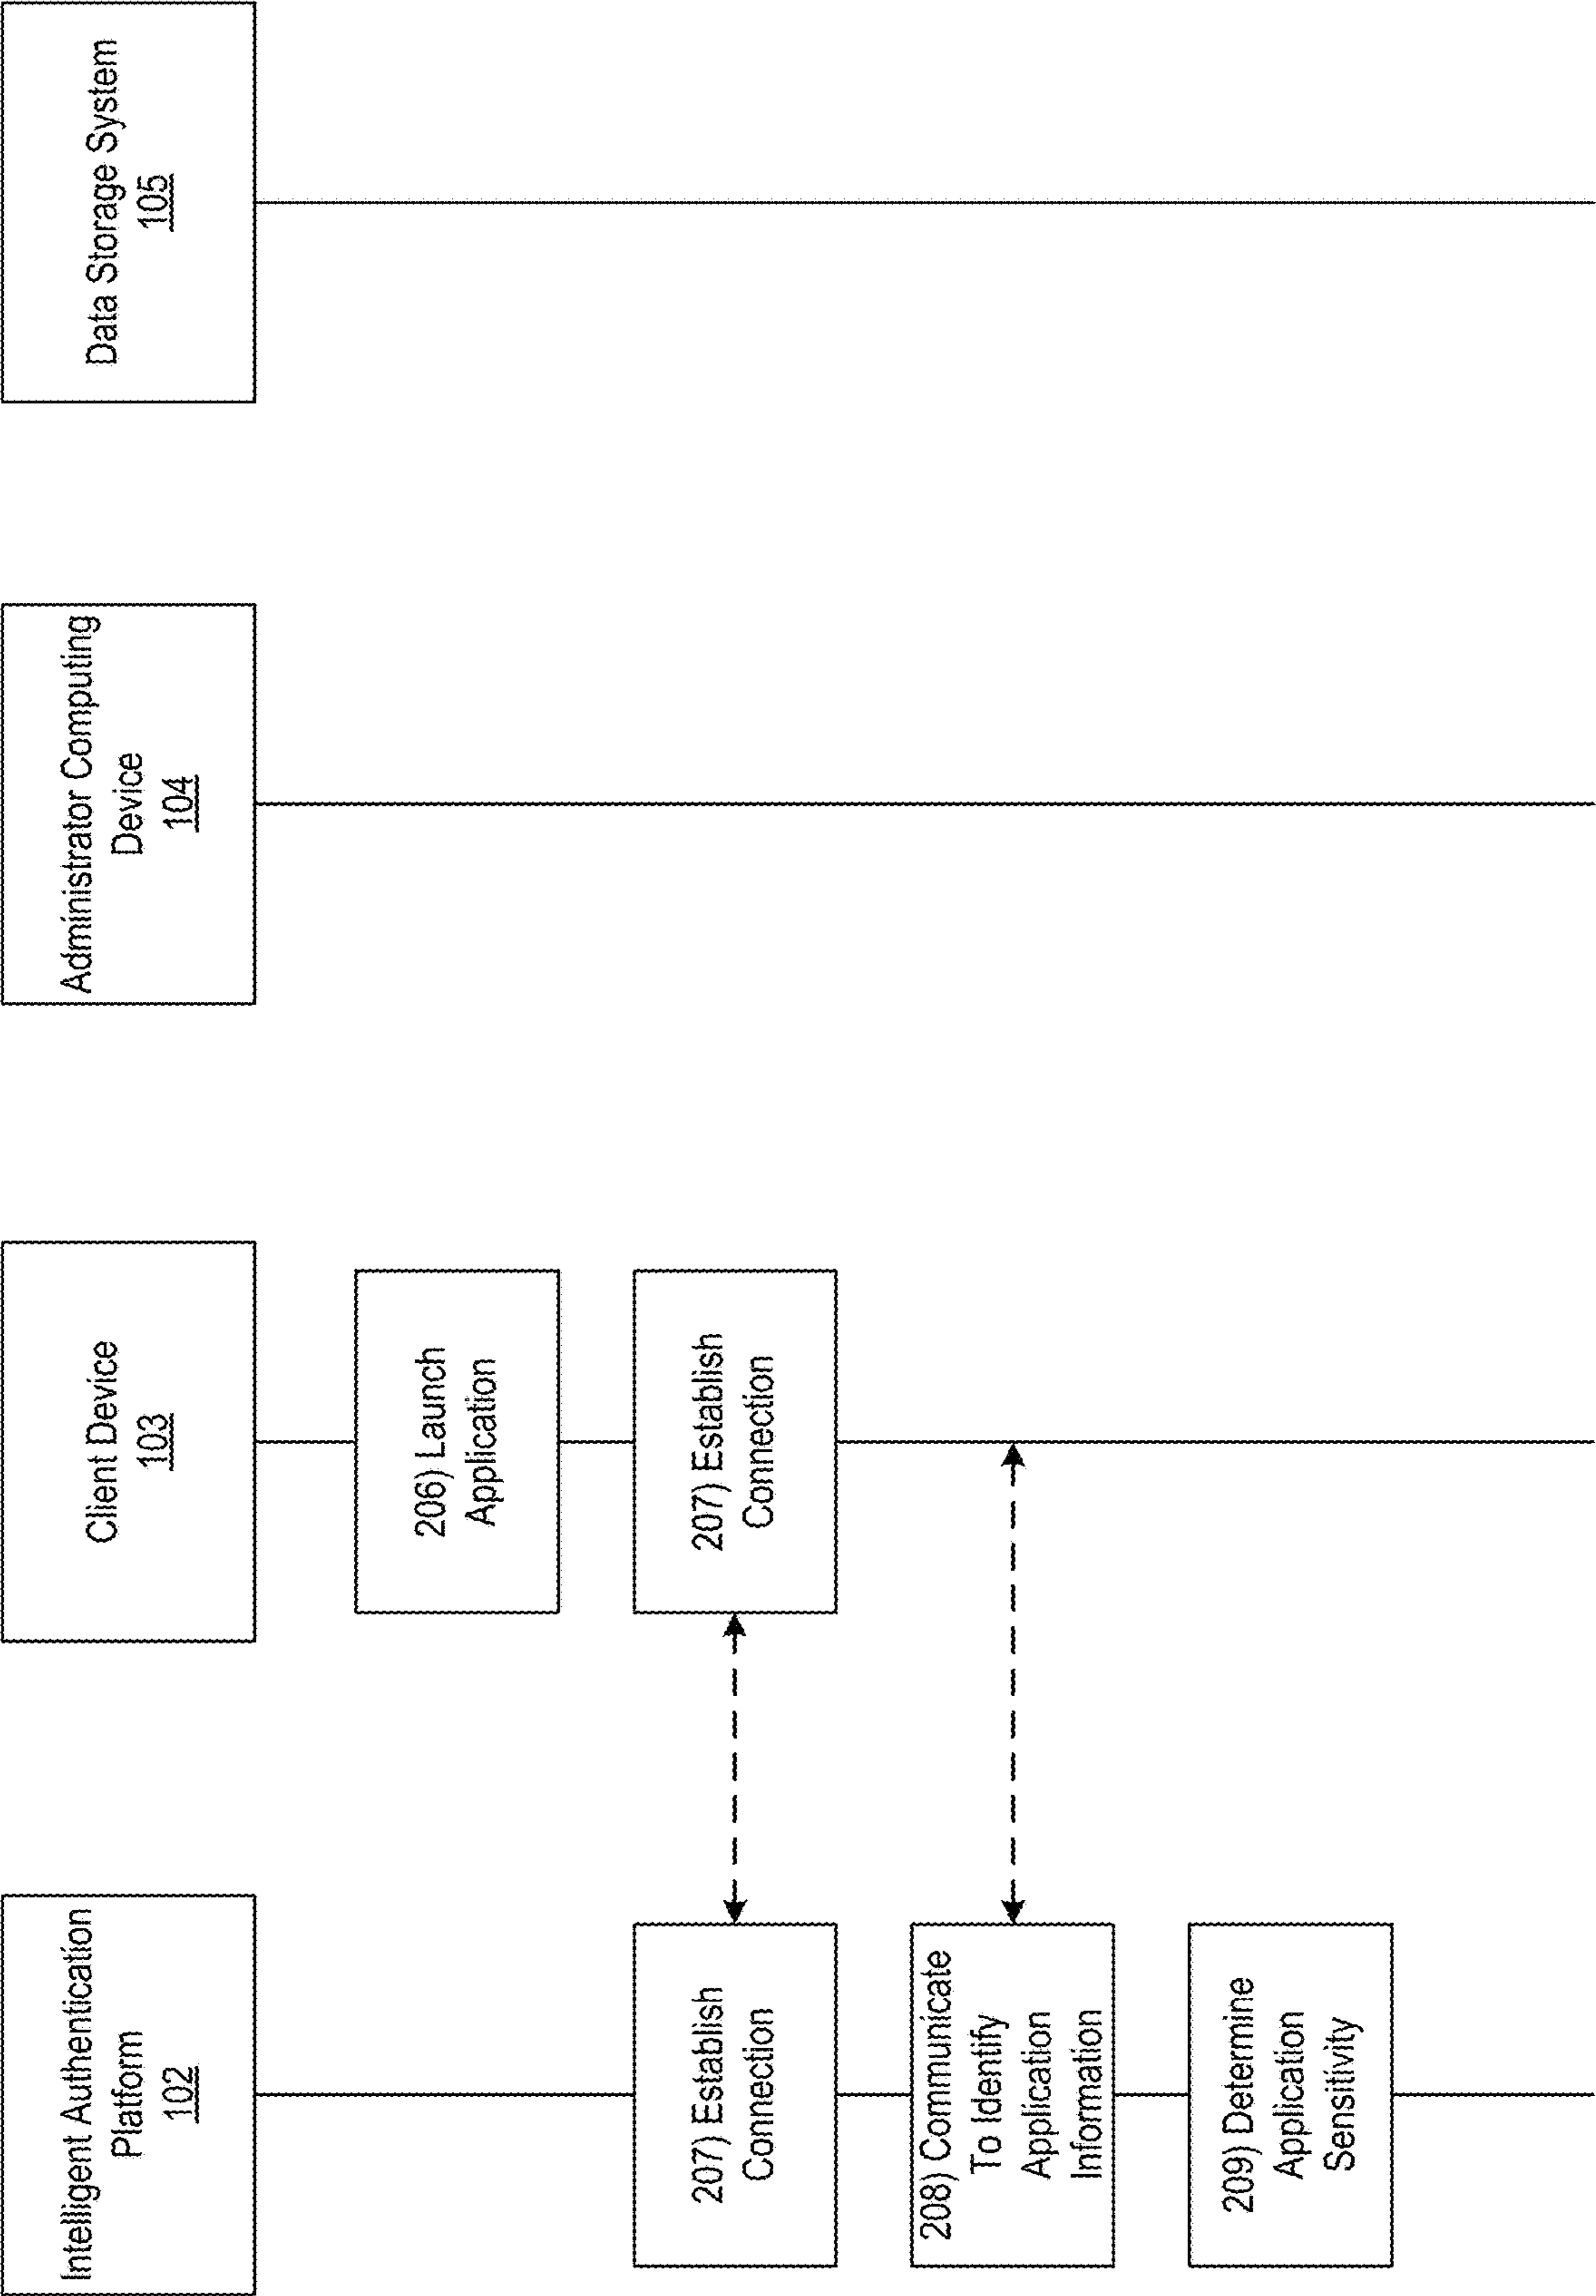 Intelligent Authentication
Platform
102
Client Device
103
Administrator Computing
Device
104
Data Storage System
105
206) Launch
Application
207) Establish
Connection
207) Establish
Connection
208) Communicate
To Identify
Application
Information
209) Determine
Application
Sensitivity